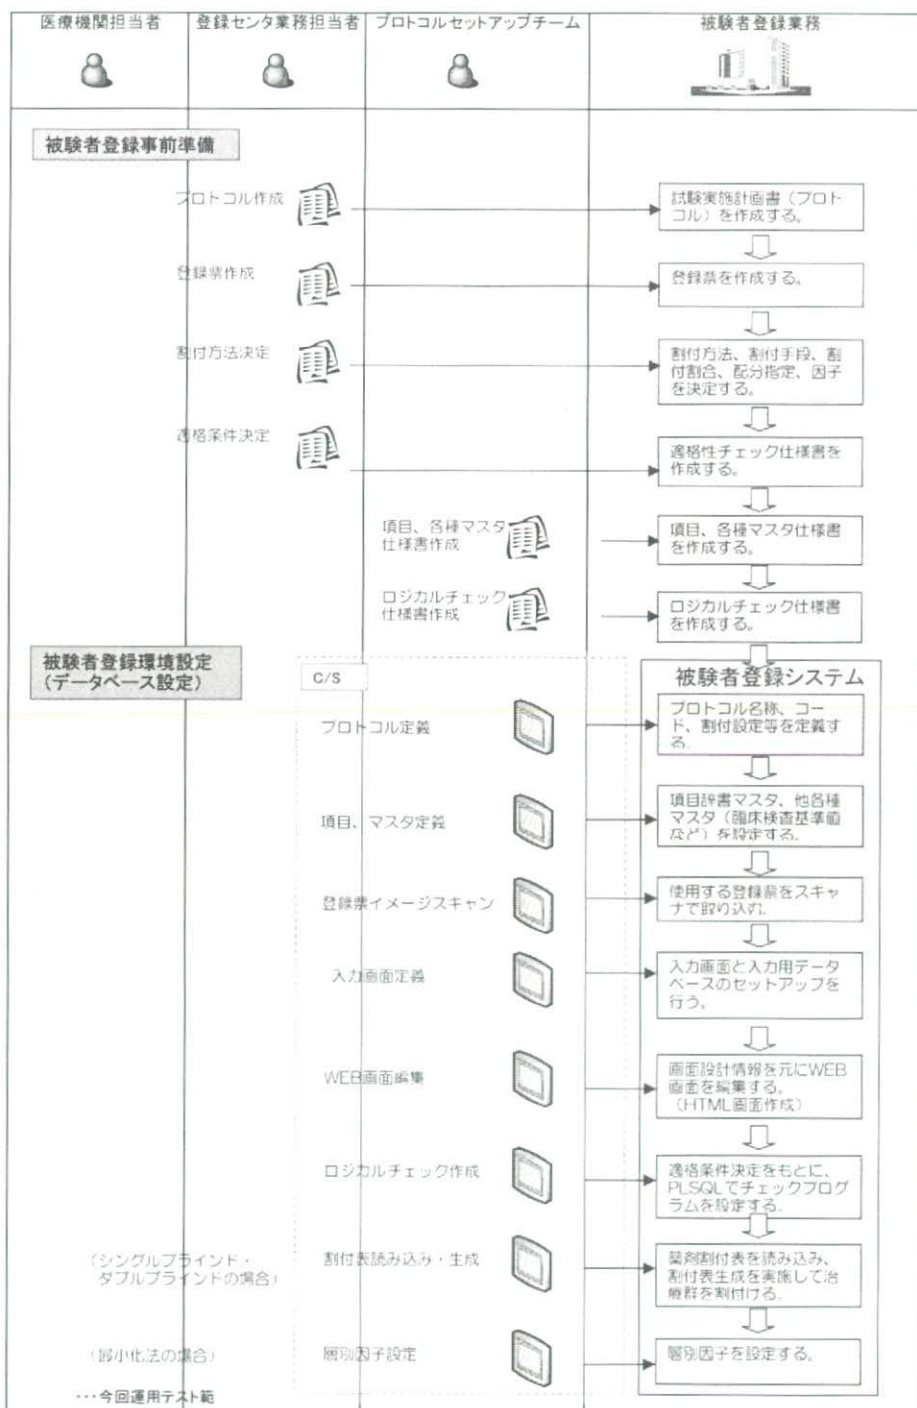 医療機関担当者
登録センタ業務担当者
プロトコルセットアップチーム
被験者登録業務
被験者登録事前準備
プロトコル作成
試験実施計画書（プロト
コル）を作成する。
登録票作成
登録票を作成する。
割付方法決定
割付方法、割付手段、割
付割合、配分指定、因子
を決定する。
適格条件決定
適格性チェック仕様書を
作成する。
項目、各種マスタ
仕様書作成
項目、各種マスタ仕様書
を作成する。
ロジカルチェック
仕様書作成
ロジカルチェック仕様書
を作成する。
被験者登録環境設定
（データベース設定）
C/S
被験者登録システム
プロトコル定義
プロトコル名称、コー
ド、割付設定等を定義す
る。
項目、マスタ定義
項目辞書マスタ、他各種
マスタ（臨床検査基準値
など）を設定する。
登録票イメージスキャン
使用する登録票をスキャ
ナで取り込む。
入力画面定義
入力画面と入力用データ
ベースのセットアップを
行う。
WEB画面編集
画面設計情報を元にWEB
画面を編集する。
（HTML画面作成）
ロジカルチェック作成
適格条件決定をもとに、
PLSQLでチェックプログ
ラムを設定する。
（シングルブラインド・
ダブルブラインドの場合）
割付表読み込み・生成
薬剤割付表を読み込み、
割付表生成を実施して治
療群を割付ける。
（最小化法の場合）
層別因子設定
層別因子を設定する。
･･･今回運用テスト範